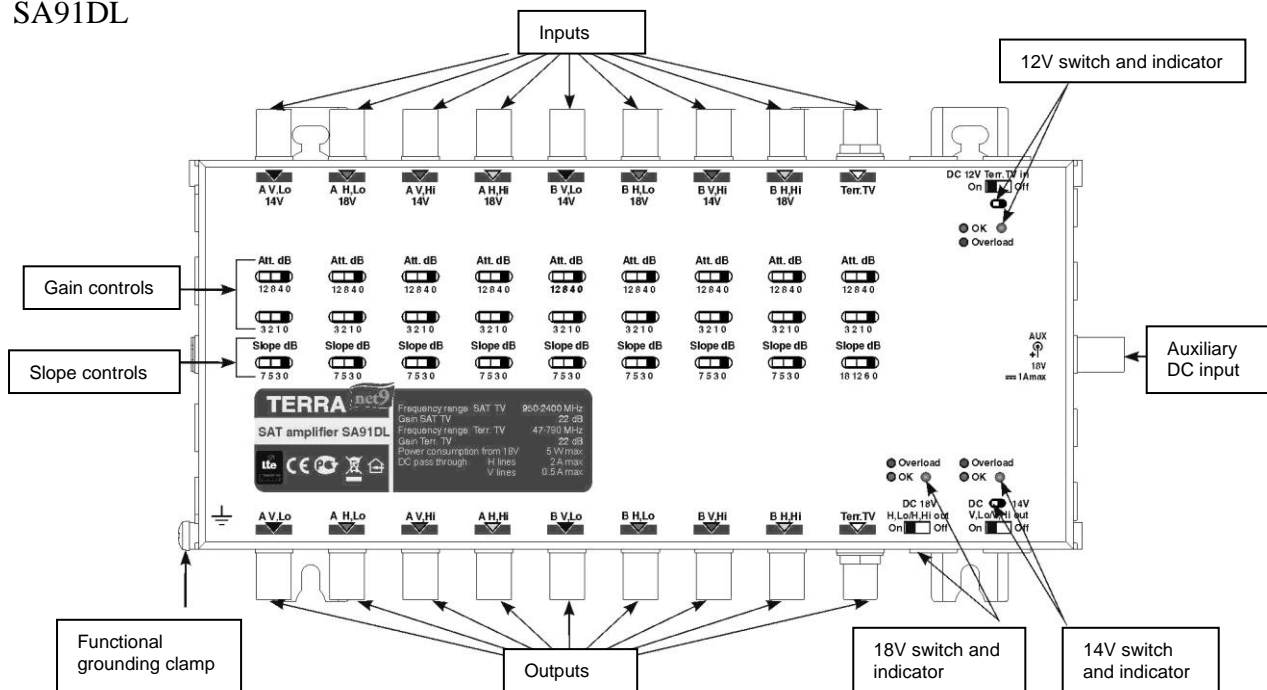 SA91DL
Inputs
12V switch and indicator
A V,Lo A H,Lo A V,Hi A H,Hi B V,Lo B H,Lo B V,Hi B H,Hi Terr.TV
14V 18V 14V 18V 14V 18V 14V 18V
DC 12V Terr.TV in
On Off
OK
Overload
Gain controls
Att. dB Att. dB Att. dB Att. dB Att. dB Att. dB Att. dB Att. dB Att. dB
12 8 4 0 12 8 4 0 12 8 4 0 12 8 4 0 12 8 4 0 12 8 4 0 12 8 4 0 12 8 4 0 12 8 4 0
3 2 1 0 3 2 1 0 3 2 1 0 3 2 1 0 3 2 1 0 3 2 1 0 3 2 1 0 3 2 1 0 3 2 1 0
Slope controls
Slope dB Slope dB Slope dB Slope dB Slope dB Slope dB Slope dB Slope dB Slope dB
7 5 3 0 7 5 3 0 7 5 3 0 7 5 3 0 7 5 3 0 7 5 3 0 7 5 3 0 7 5 3 0 18 12 6 0
AUX
+
18V
1A max
Auxiliary
DC input
TERRA net9
SAT amplifier SA91DL
lte
CE
Frequency range SAT TV 950-2400 MHz
Gain SAT TV 22 dB
Frequency range Terr. TV 47-790 MHz
Gain Terr. TV 22 dB
Power consumption from 18V 5 W max
DC pass through H lines 2 A max
V lines 0.5 A max
Overload
OK
DC 18V
H,Lo/H,Hi out
On Off
Overload
OK
DC 14V
V,Lo/V,Hi out
On Off
A V,Lo A H,Lo A V,Hi A H,Hi B V,Lo B H,Lo B V,Hi B H,Hi Terr.TV
Functional
grounding clamp
Outputs
18V switch and
indicator
14V switch
and indicator